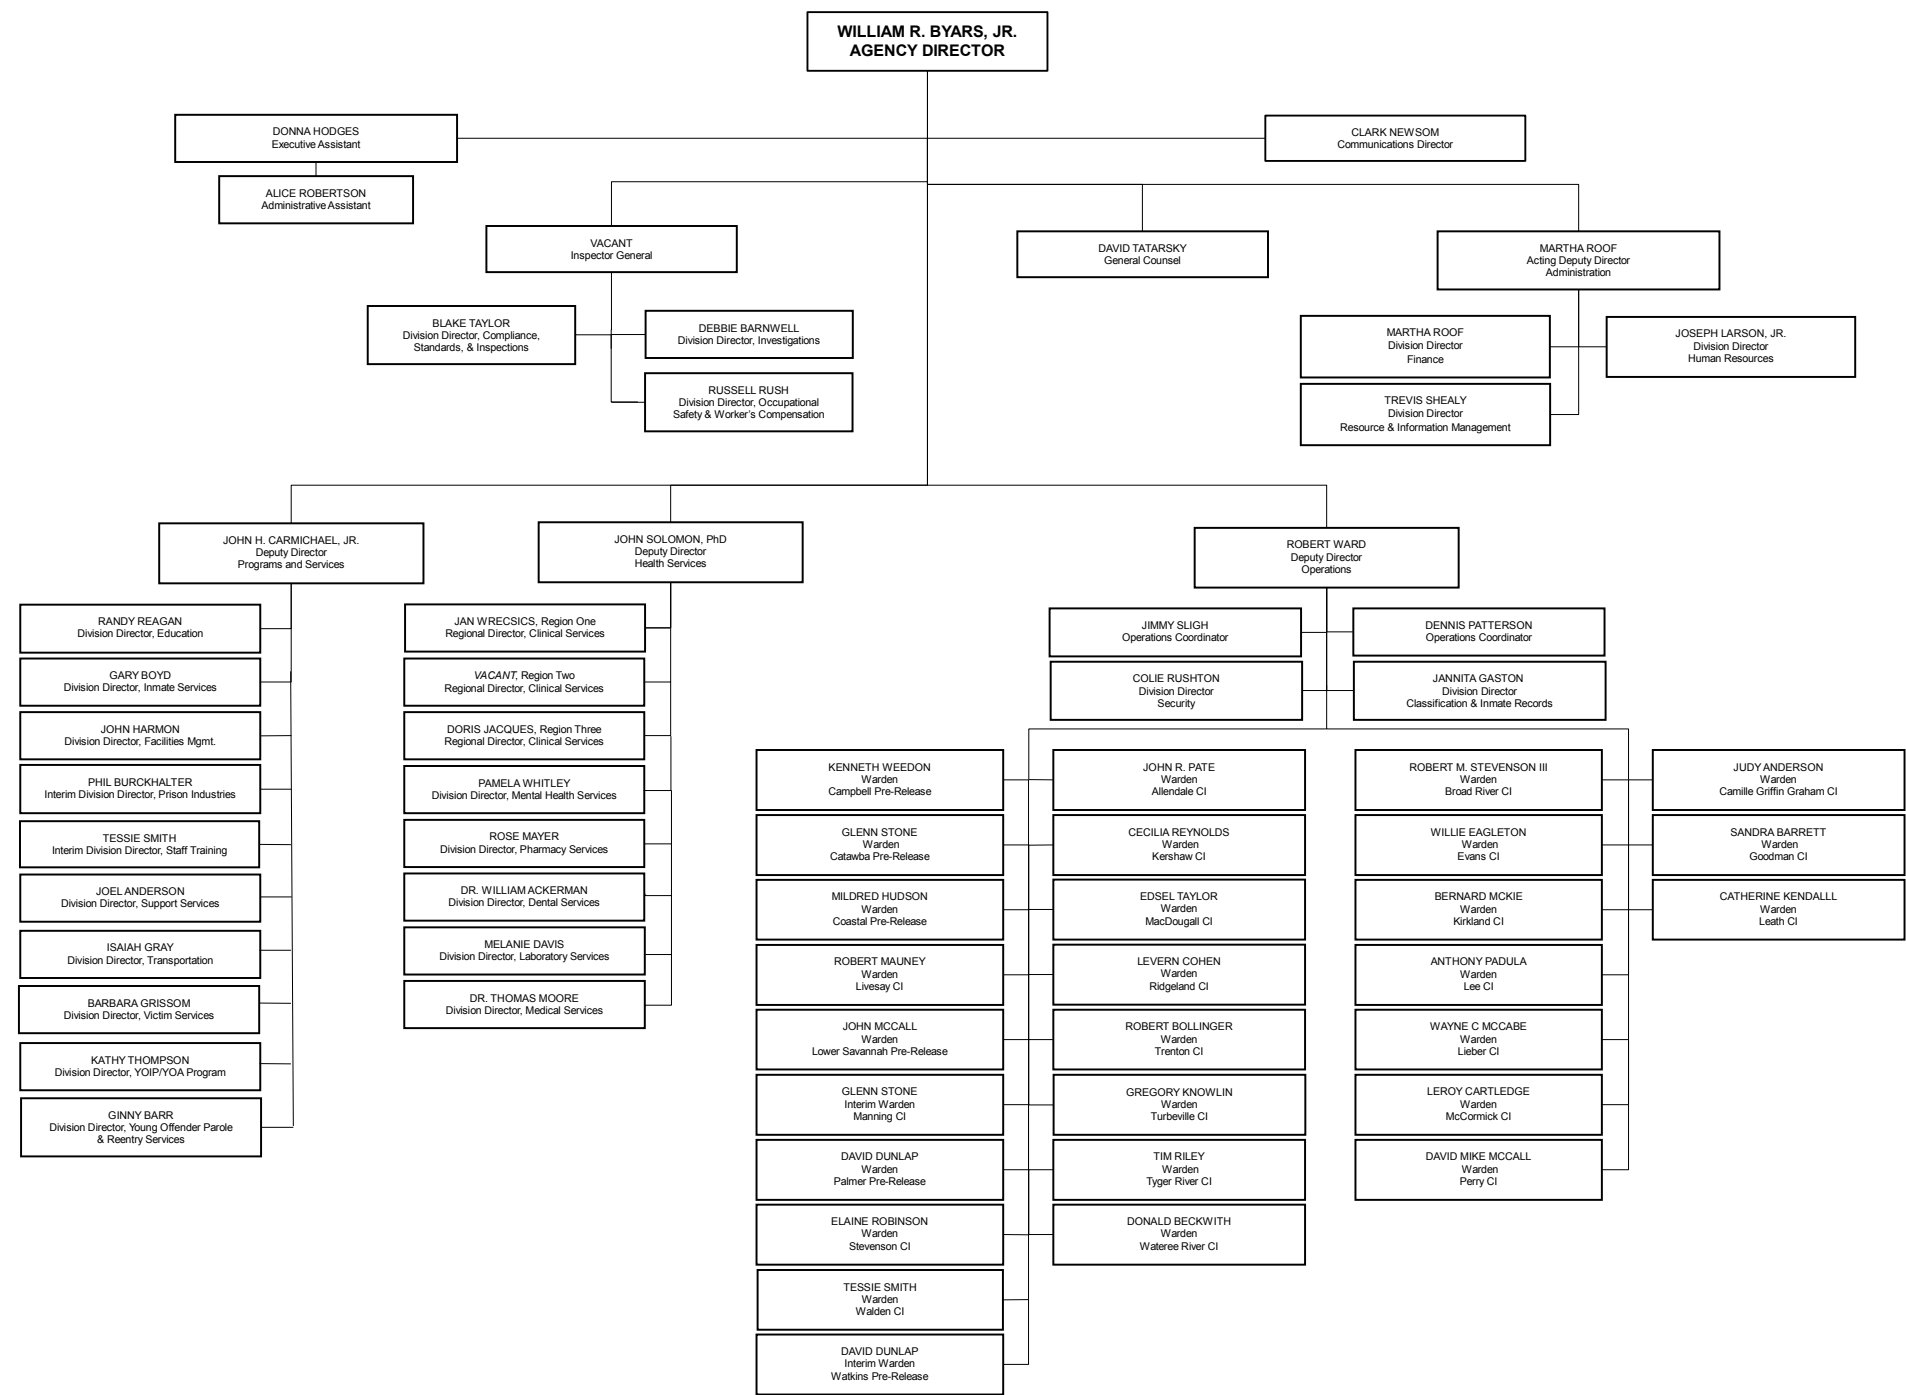 WILLIAM R. BYARS, JR.
AGENCY DIRECTOR
DONNA HODGES
Executive Assistant
CLARK NEWSOM
Communications Director
ALICE ROBERTSON
Administrative Assistant
VACANT
Inspector General
DAVID TATARSKY
General Counsel
MARTHA ROOF
Acting Deputy Director
Administration
BLAKE TAYLOR
Division Director, Compliance,
Standards, & Inspections
DEBBIE BARNWELL
Division Director, Investigations
RUSSELL RUSH
Division Director, Occupational
Safety & Worker's Compensation
MARTHA ROOF
Division Director
Finance
JOSEPH LARSON, JR.
Division Director
Human Resources
TREVIS SHEALY
Division Director
Resource & Information Management
JOHN H. CARMICHAEL, JR.
Deputy Director
Programs and Services
JOHN SOLOMON, PhD
Deputy Director
Health Services
ROBERT WARD
Deputy Director
Operations
RANDY REAGAN
Division Director, Education
GARY BOYD
Division Director, Inmate Services
JOHN HARMON
Division Director, Facilities Mgmt.
PHIL BURCKHALTER
Interim Division Director, Prison Industries
TESSIE SMITH
Interim Division Director, Staff Training
JOEL ANDERSON
Division Director, Support Services
ISAIAH GRAY
Division Director, Transportation
BARBARA GRISSOM
Division Director, Victim Services
KATHY THOMPSON
Division Director, YOIP/YOA Program
GINNY BARR
Division Director, Young Offender Parole
& Reentry Services
JAN WRECSICS, Region One
Regional Director, Clinical Services
VACANT, Region Two
Regional Director, Clinical Services
DORIS JACQUES, Region Three
Regional Director, Clinical Services
PAMELA WHITLEY
Division Director, Mental Health Services
ROSE MAYER
Division Director, Pharmacy Services
DR. WILLIAM ACKERMAN
Division Director, Dental Services
MELANIE DAVIS
Division Director, Laboratory Services
DR. THOMAS MOORE
Division Director, Medical Services
JIMMY SLIGH
Operations Coordinator
DENNIS PATTERSON
Operations Coordinator
COLIE RUSHTON
Division Director
Security
JANNITA GASTON
Division Director
Classification & Inmate Records
KENNETH WEEDON
Warden
Campbell Pre-Release
GLENN STONE
Warden
Catawba Pre-Release
MILDRED HUDSON
Warden
Coastal Pre-Release
ROBERT MAUNEY
Warden
Livesay CI
JOHN MCCALL
Warden
Lower Savannah Pre-Release
GLENN STONE
Interim Warden
Manning CI
DAVID DUNLAP
Warden
Palmer Pre-Release
ELAINE ROBINSON
Warden
Stevenson CI
TESSIE SMITH
Warden
Walden CI
DAVID DUNLAP
Interim Warden
Watkins Pre-Release
JOHN R. PATE
Warden
Allendale CI
CECILIA REYNOLDS
Warden
Kershaw CI
EDSEL TAYLOR
Warden
MacDougall CI
LEVERN COHEN
Warden
Ridgeland CI
ROBERT BOLLINGER
Warden
Trenton CI
GREGORY KNOWLIN
Warden
Turbeville CI
TIM RILEY
Warden
Tyger River CI
DONALD BECKWITH
Warden
Wateree River CI
ROBERT M. STEVENSON III
Warden
Broad River CI
WILLIE EAGLETON
Warden
Evans CI
BERNARD MCKIE
Warden
Kirkland CI
ANTHONY PADULA
Warden
Lee CI
WAYNE C MCCABE
Warden
Lieber CI
LEROY CARTLEDGE
Warden
McCormick CI
DAVID MIKE MCCALL
Warden
Perry CI
JUDY ANDERSON
Warden
Camille Griffin Graham CI
SANDRA BARRETT
Warden
Goodman CI
CATHERINE KENDALLL
Warden
Leath CI